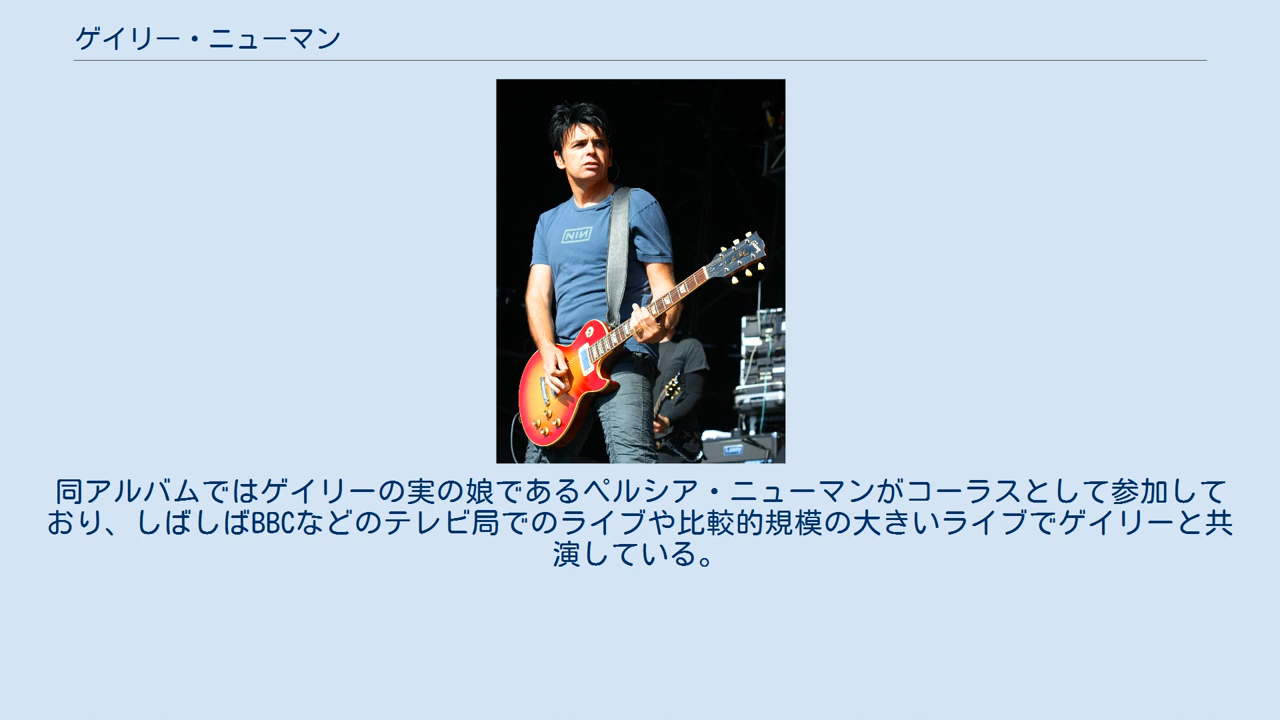 ゲイリー・ニューマン
NIN
同アルバムではゲイリーの実の娘であるペルシア・ニューマンがコーラスとして参加して
おり、しばしばBBCなどのテレビ局でのライブや比較的規模の大きいライブでゲイリーと共
演している。